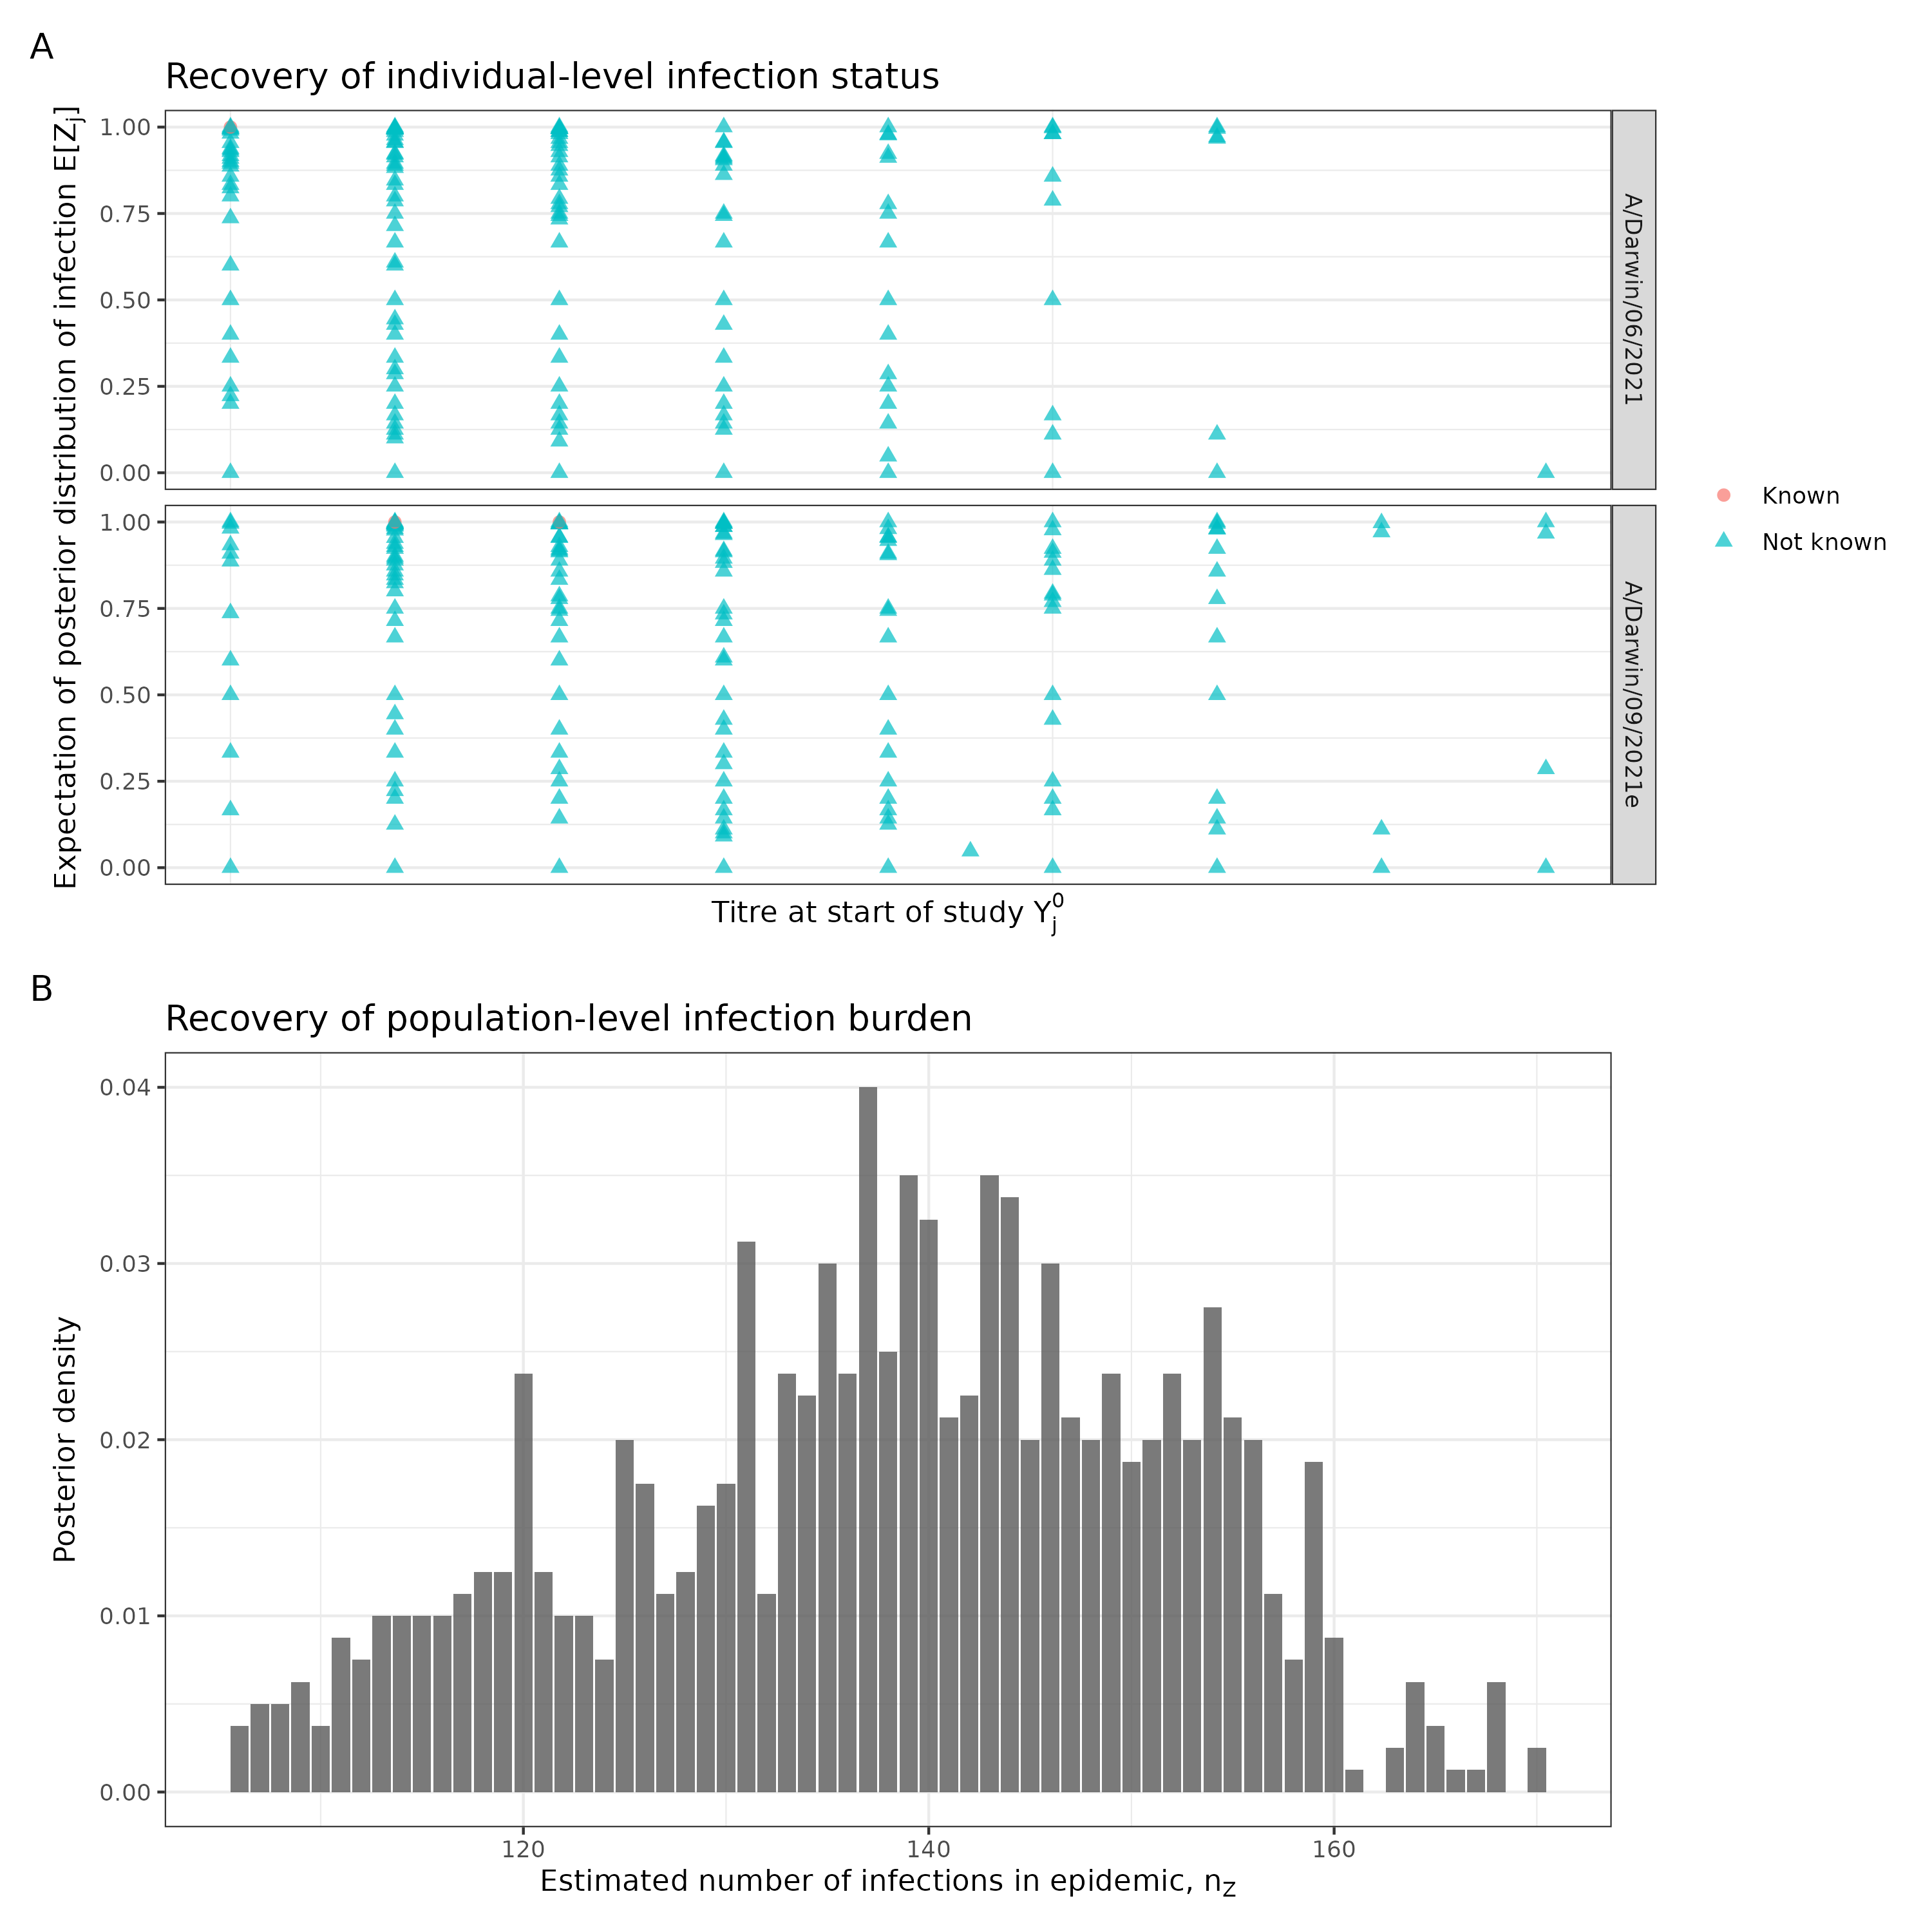 A
Recovery of individual-level infection status
Expectation of posterior distribution of infection E[Zj]
1.00
0.75
0.50
0.25
0.00
A/Darwin/06/2021
1.00
0.75
0.50
0.25
0.00
A/Darwin/09/2021e
Titre at start of study Yj0
Known
Not known
B
Recovery of population-level infection burden
Posterior density
0.04
0.03
0.02
0.01
0.00
120 140 160
Estimated number of infections in epidemic, nZ